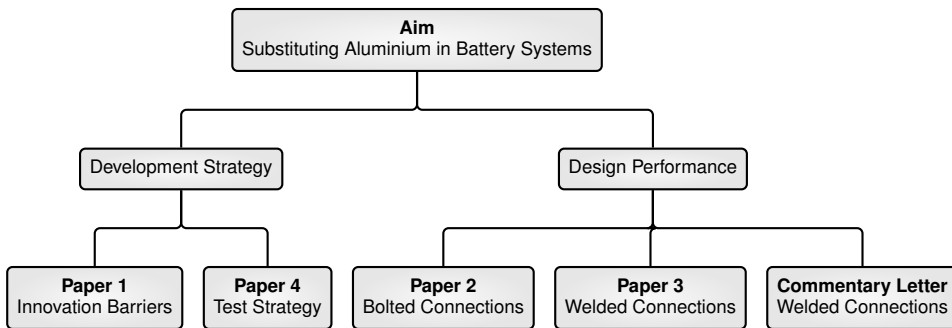 Aim
Substituting Aluminium in Battery Systems
Development Strategy
Design Performance
Paper 1
Innovation Barriers
Paper 4
Test Strategy
Paper 2
Bolted Connections
Paper 3
Welded Connections
Commentary Letter
Welded Connections